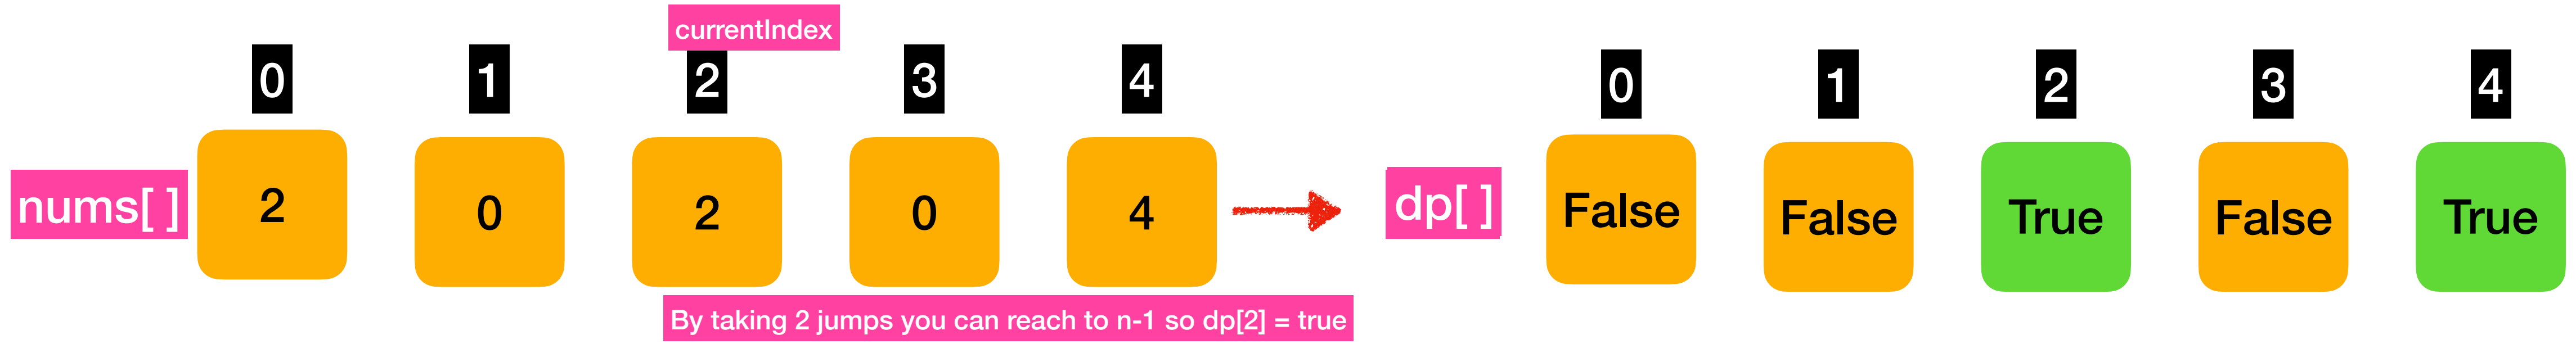 currentIndex
0 1 2 3 4
nums[ ] 2 0 2 0 4
By taking 2 jumps you can reach to n-1 so dp[2] = true
0 1 2 3 4
dp[ ] False False True False True